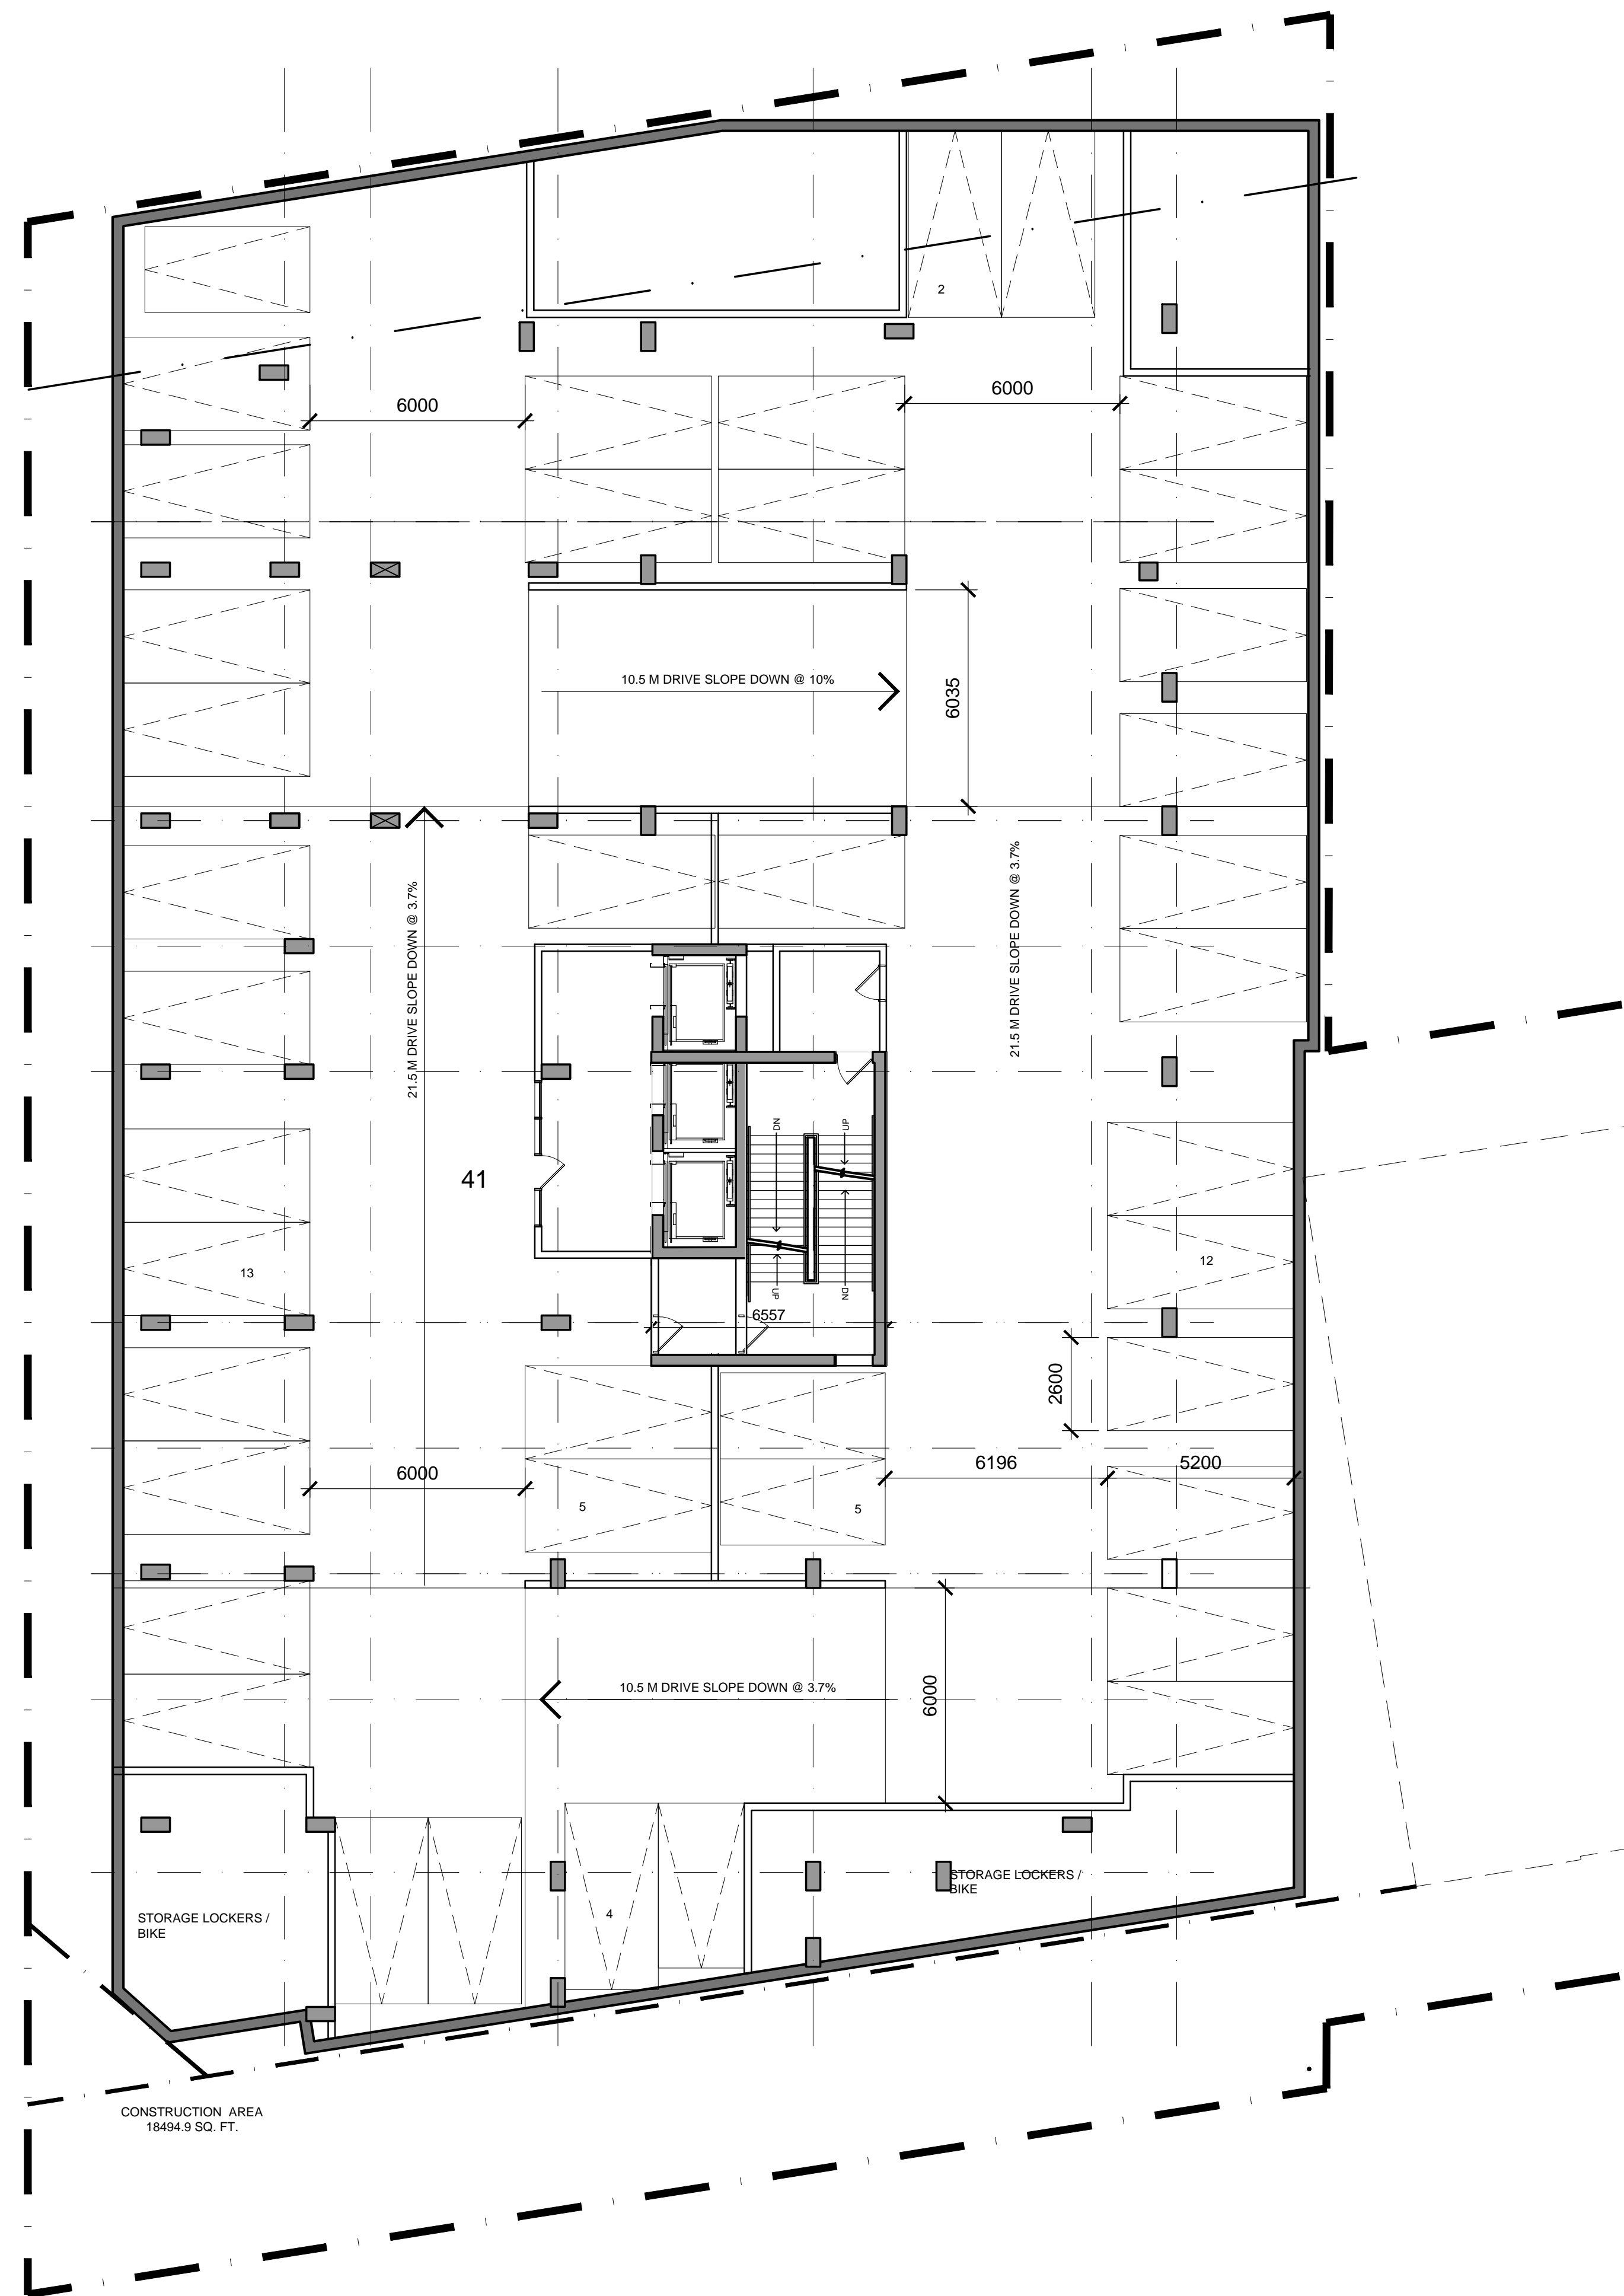 2
6000
6000
10.5 M DRIVE SLOPE DOWN @ 10%
6035
21.5 M DRIVE SLOPE DOWN @ 3.7%
21.5 M DRIVE SLOPE DOWN @ 3.7%
DN
UP
41
13
12
UP
DN
6557
2600
6000
6196
5200
5
5
10.5 M DRIVE SLOPE DOWN @ 3.7%
6000
4
STORAGE LOCKERS /
BIKE
STORAGE LOCKERS /
BIKE
CONSTRUCTION AREA
18494.9 SQ. FT.